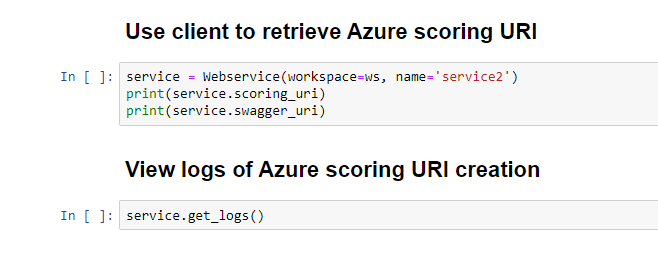 Use client to retrieve Azure scoring URI
In [ ]: service = Webservice(workspace=ws, name='service2')
print(service.scoring_uri)
print(service.swagger_uri)
View logs of Azure scoring URI creation
In [ ]: service.get_logs()